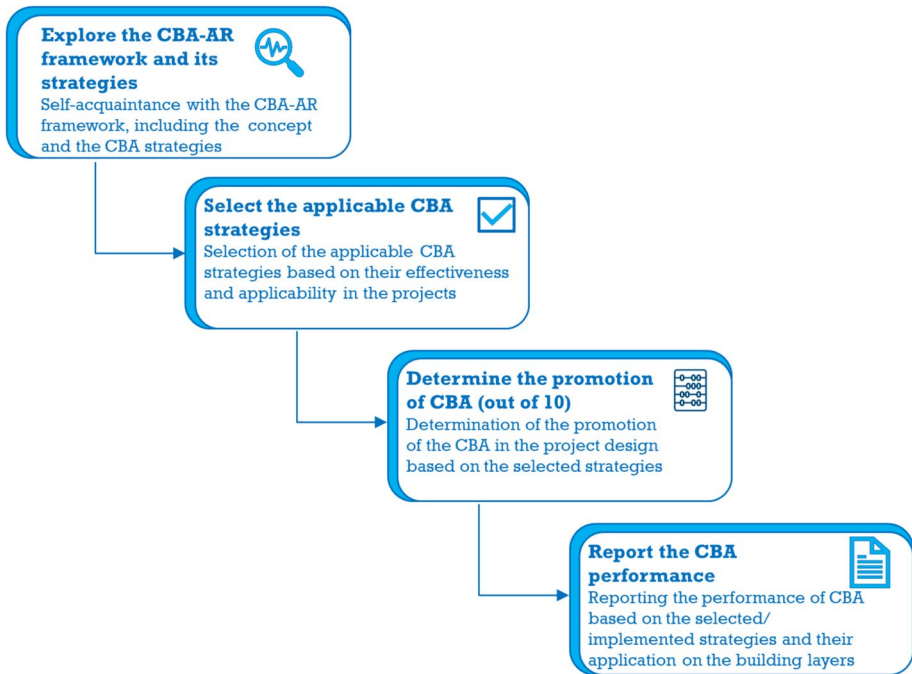 Explore the CBA-AR
framework and its
strategies
Self-acquaintance with the CBA-AR
framework, including the concept
and the CBA strategies
Select the applicable CBA
strategies
Selection of the applicable CBA
strategies based on their effectiveness
and applicability in the projects
Determine the promotion
of CBA (out of 10)
Determination of the promotion
of the CBA in the project design
based on the selected strategies
Report the CBA
performance
Reporting the performance of CBA
based on the selected/
implemented strategies and their
application on the building layers